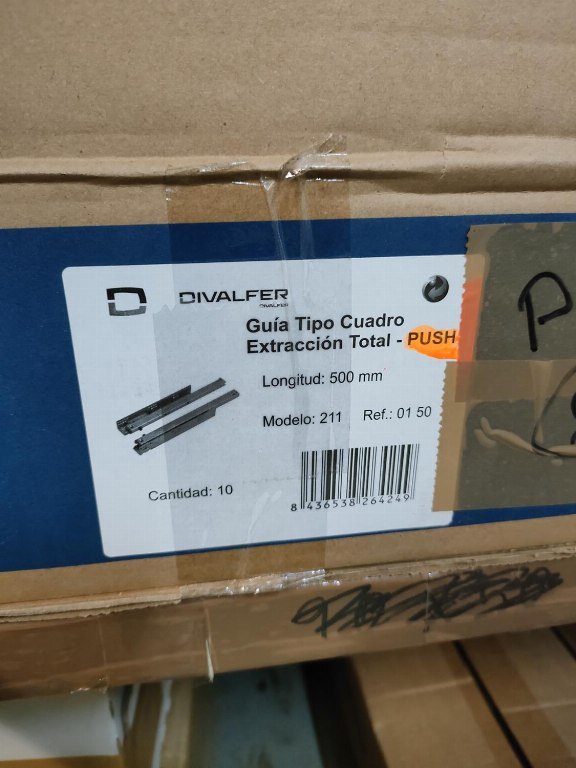 DIVALFER
DIVALFER
Guía Tipo Cuadro
Extracción Total - PUSH
Longitud: 500 mm
Modelo: 211 Ref.: 01 50
Cantidad: 10
8 436538 264249
P